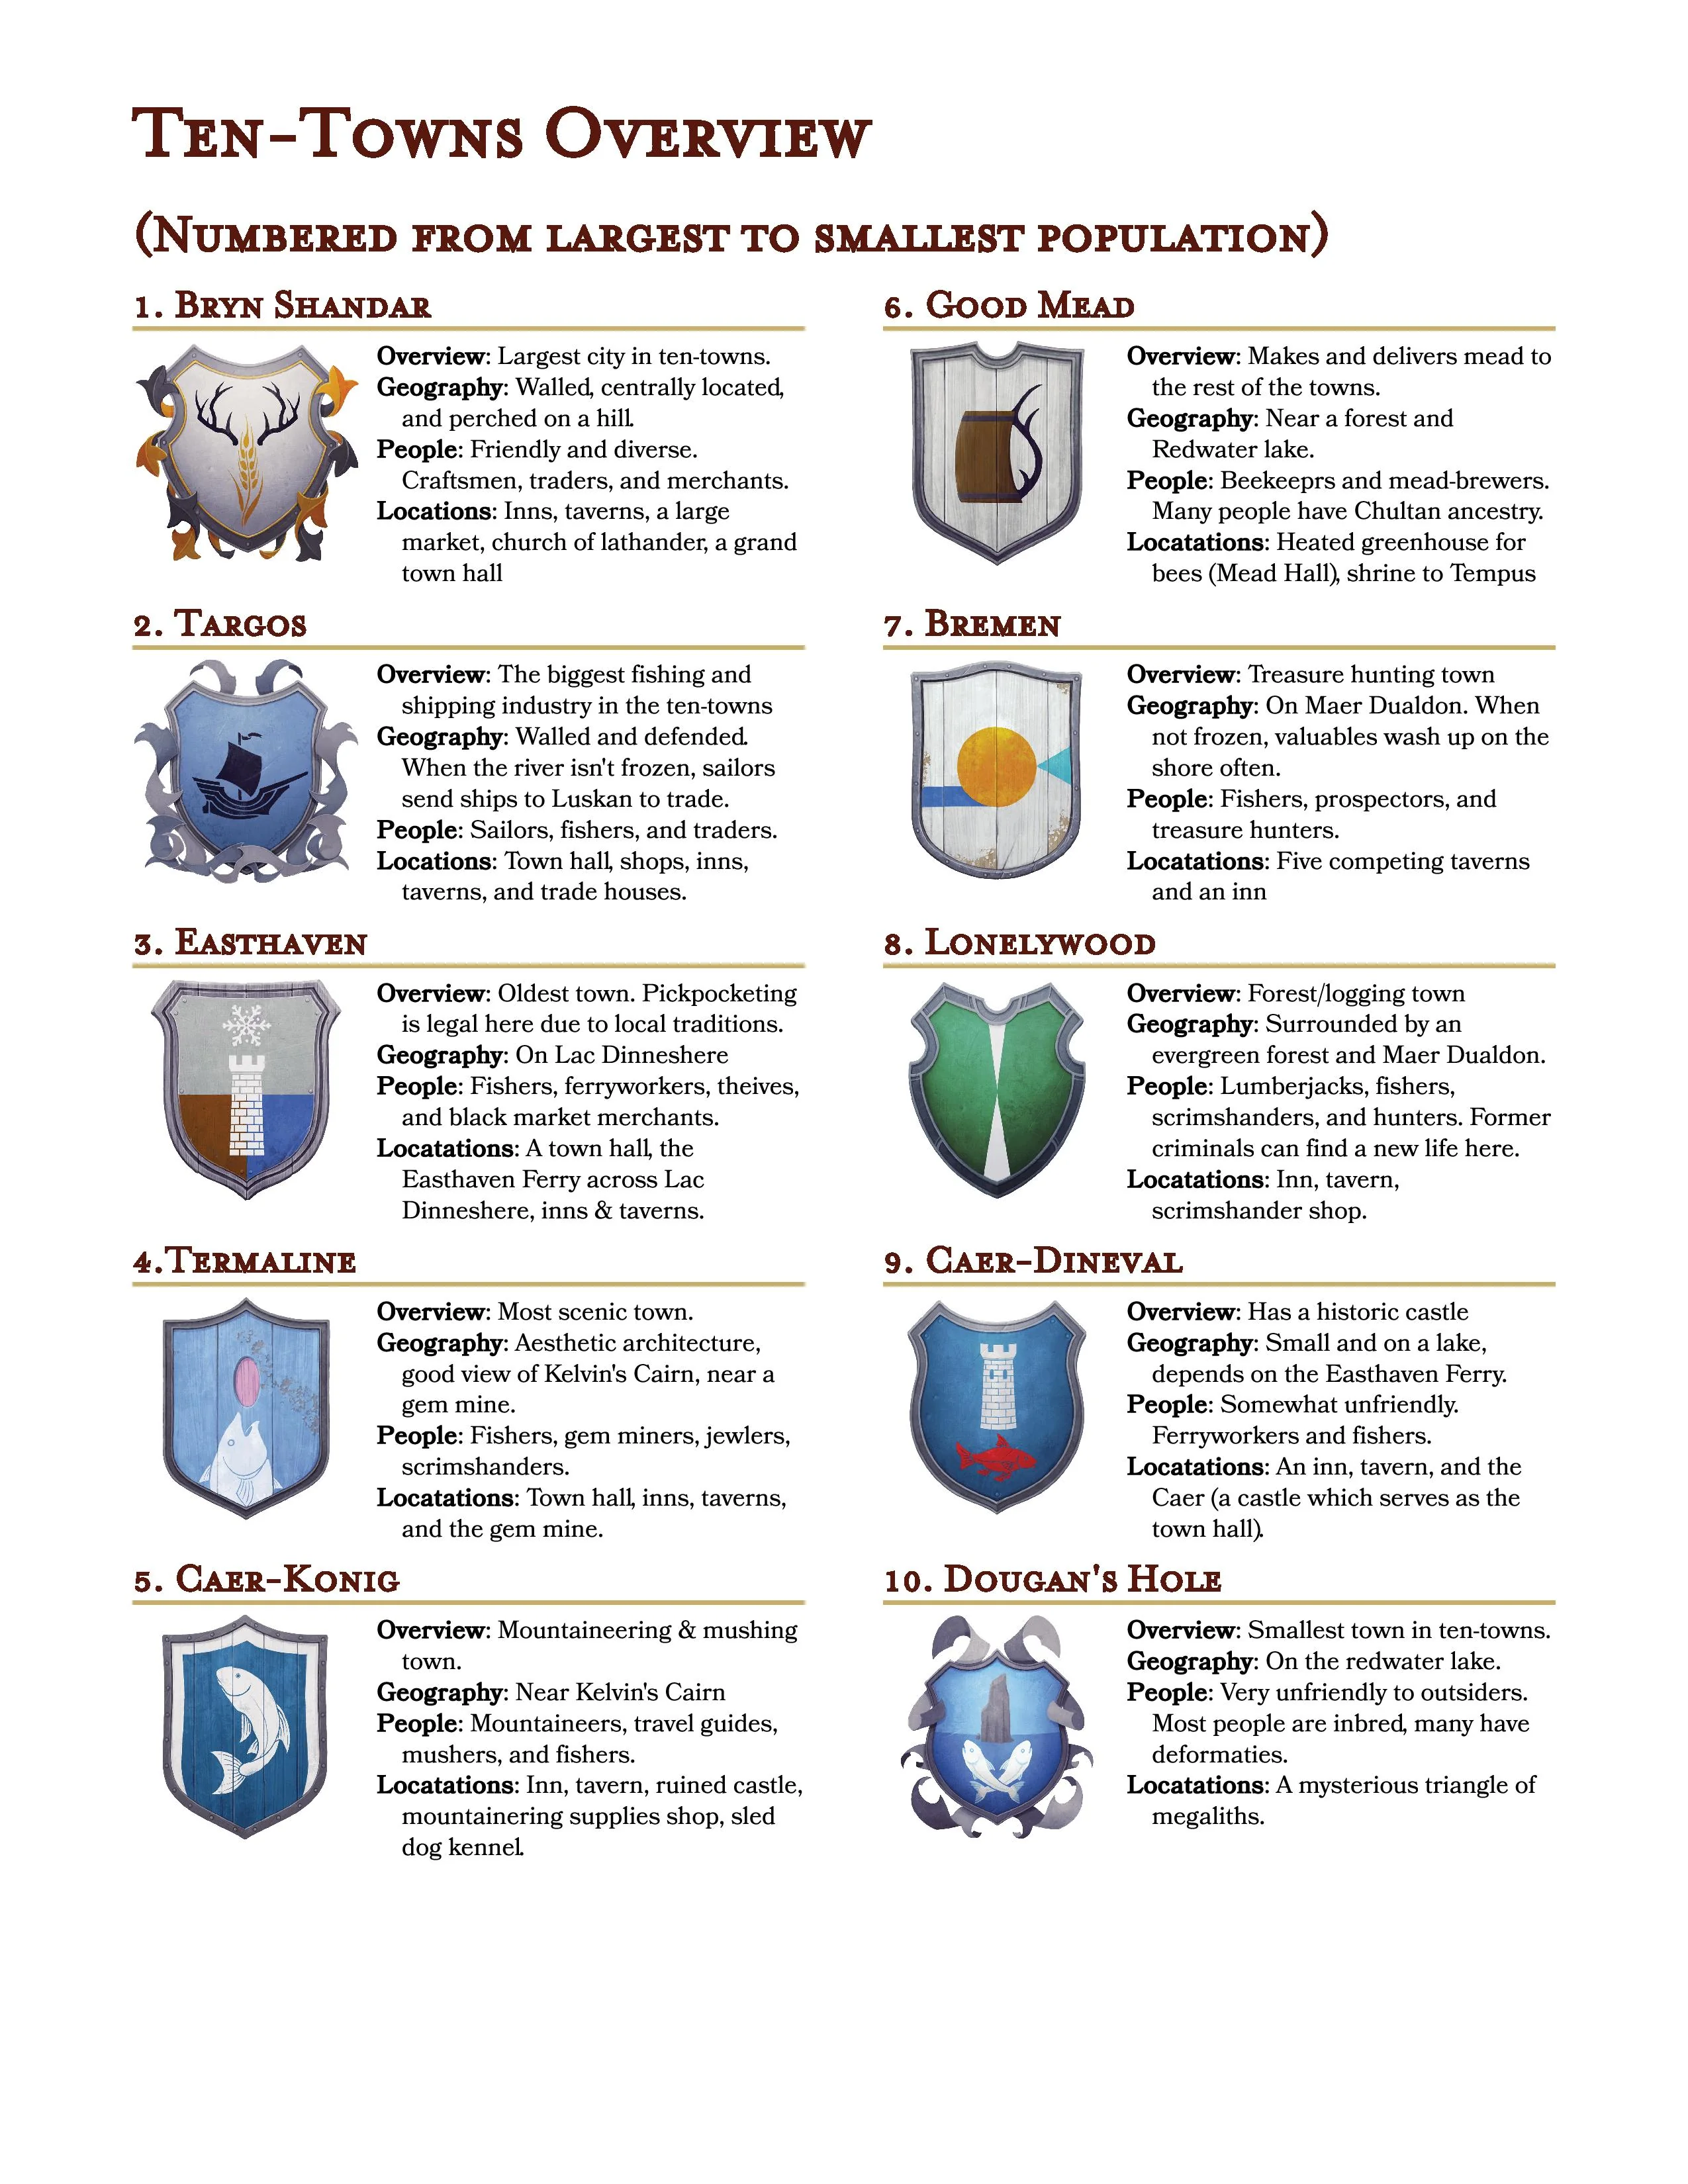 Ten-Towns Overview
(Numbered from largest to smallest population)
1. Bryn Shandar
Overview: Largest city in ten-towns.
Geography: Walled, centrally located,
and perched on a hill.
People: Friendly and diverse.
Craftsmen, traders, and merchants.
Locations: Inns, taverns, a large
market, church of lathander, a grand
town hall
2. Targos
Overview: The biggest fishing and
shipping industry in the ten-towns
Geography: Walled and defended.
When the river isn't frozen, sailors
send ships to Luskan to trade.
People: Sailors, fishers, and traders.
Locations: Town hall, shops, inns,
taverns, and trade houses.
3. Easthaven
Overview: Oldest town. Pickpocketing
is legal here due to local traditions.
Geography: On Lac Dinneshere
People: Fishers, ferryworkers, theives,
and black market merchants.
Locatations: A town hall, the
Easthaven Ferry across Lac
Dinneshere, inns & taverns.
4.Termaline
Overview: Most scenic town.
Geography: Aesthetic architecture,
good view of Kelvin's Cairn, near a
gem mine.
People: Fishers, gem miners, jewlers,
scrimshanders.
Locatations: Town hall, inns, taverns,
and the gem mine.
5. Caer-Konig
Overview: Mountaineering & mushing
town.
Geography: Near Kelvin's Cairn
People: Mountaineers, travel guides,
mushers, and fishers.
Locatations: Inn, tavern, ruined castle,
mountainering supplies shop, sled
dog kennel.
6. Good Mead
Overview: Makes and delivers mead to
the rest of the towns.
Geography: Near a forest and
Redwater lake.
People: Beekeeprs and mead-brewers.
Many people have Chultan ancestry.
Locatations: Heated greenhouse for
bees (Mead Hall), shrine to Tempus
7. Bremen
Overview: Treasure hunting town
Geography: On Maer Dualdon. When
not frozen, valuables wash up on the
shore often.
People: Fishers, prospectors, and
treasure hunters.
Locatations: Five competing taverns
and an inn
8. Lonelywood
Overview: Forest/logging town
Geography: Surrounded by an
evergreen forest and Maer Dualdon.
People: Lumberjacks, fishers,
scrimshanders, and hunters. Former
criminals can find a new life here.
Locatations: Inn, tavern,
scrimshander shop.
9. Caer-Dineval
Overview: Has a historic castle
Geography: Small and on a lake,
depends on the Easthaven Ferry.
People: Somewhat unfriendly.
Ferryworkers and fishers.
Locatations: An inn, tavern, and the
Caer (a castle which serves as the
town hall).
10. Dougan's Hole
Overview: Smallest town in ten-towns.
Geography: On the redwater lake.
People: Very unfriendly to outsiders.
Most people are inbred, many have
deformaties.
Locatations: A mysterious triangle of
megaliths.